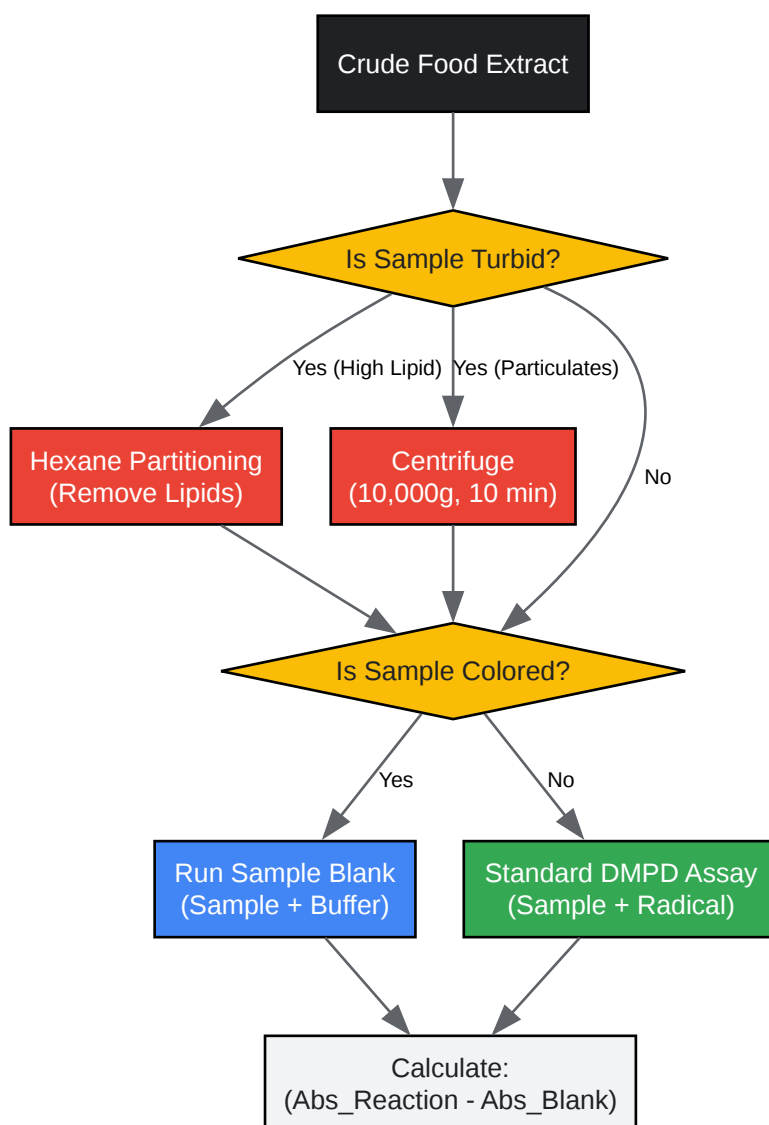 Crude Food Extract
Is Sample Turbid?
Yes (High Lipid)
Yes (Particulates)
No
Hexane Partitioning
(Remove Lipids)
Centrifuge
(10,000g, 10 min)
Is Sample Colored?
Yes
No
Run Sample Blank
(Sample + Buffer)
Standard DMPD Assay
(Sample + Radical)
Calculate:
(Abs_Reaction - Abs_Blank)